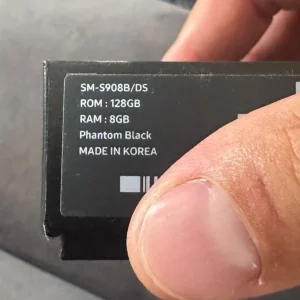 SM-S908B/DS
ROM : 128GB
RAM : 8GB
Phantom Black
MADE IN KOREA